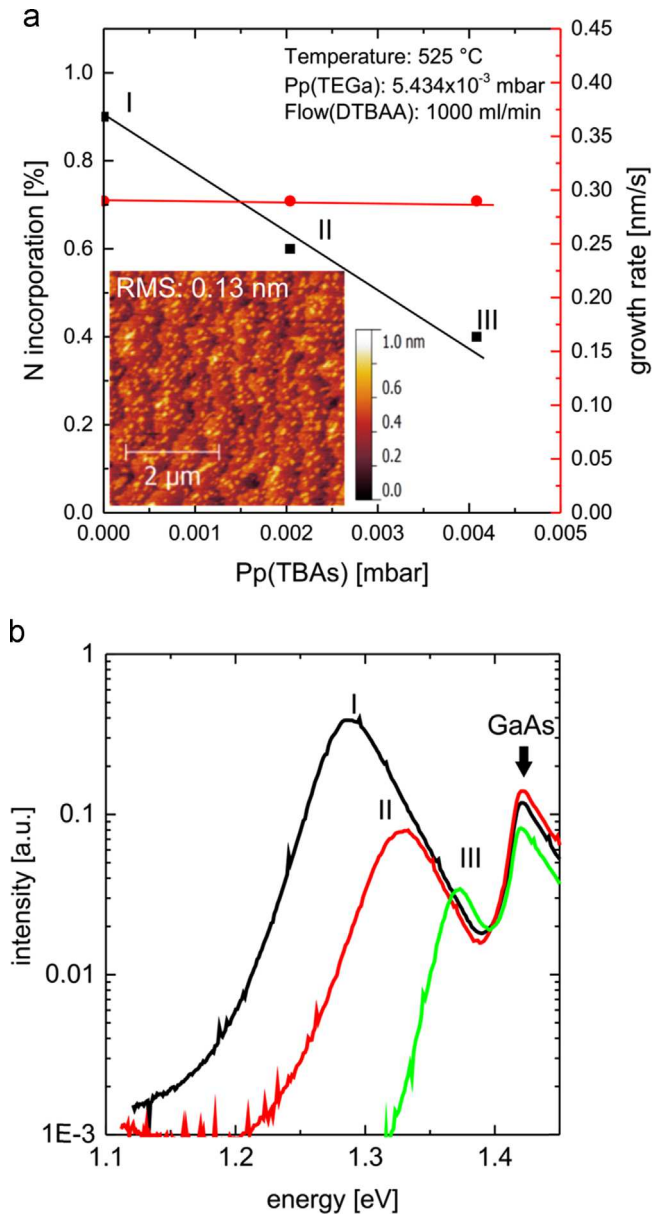 a
Temperature: 525 °C
Pp(TEGa): 5.434x10⁻³ mbar
Flow(DTBAA): 1000 ml/min
I
II
III
RMS: 0.13 nm
2 µm
1.0 nm
0.6
0.4
0.2
0.0
N incorporation [%]
1.0
0.8
0.6
0.4
0.2
0.0
growth rate [nm/s]
0.45
0.40
0.35
0.30
0.25
0.20
0.15
0.10
0.05
0.00
0.000 0.001 0.002 0.003 0.004 0.005
Pp(TBAs) [mbar]
b
I
II
III
GaAs
intensity [a.u.]
1
0.1
0.01
1E-3
1.1 1.2 1.3 1.4
energy [eV]